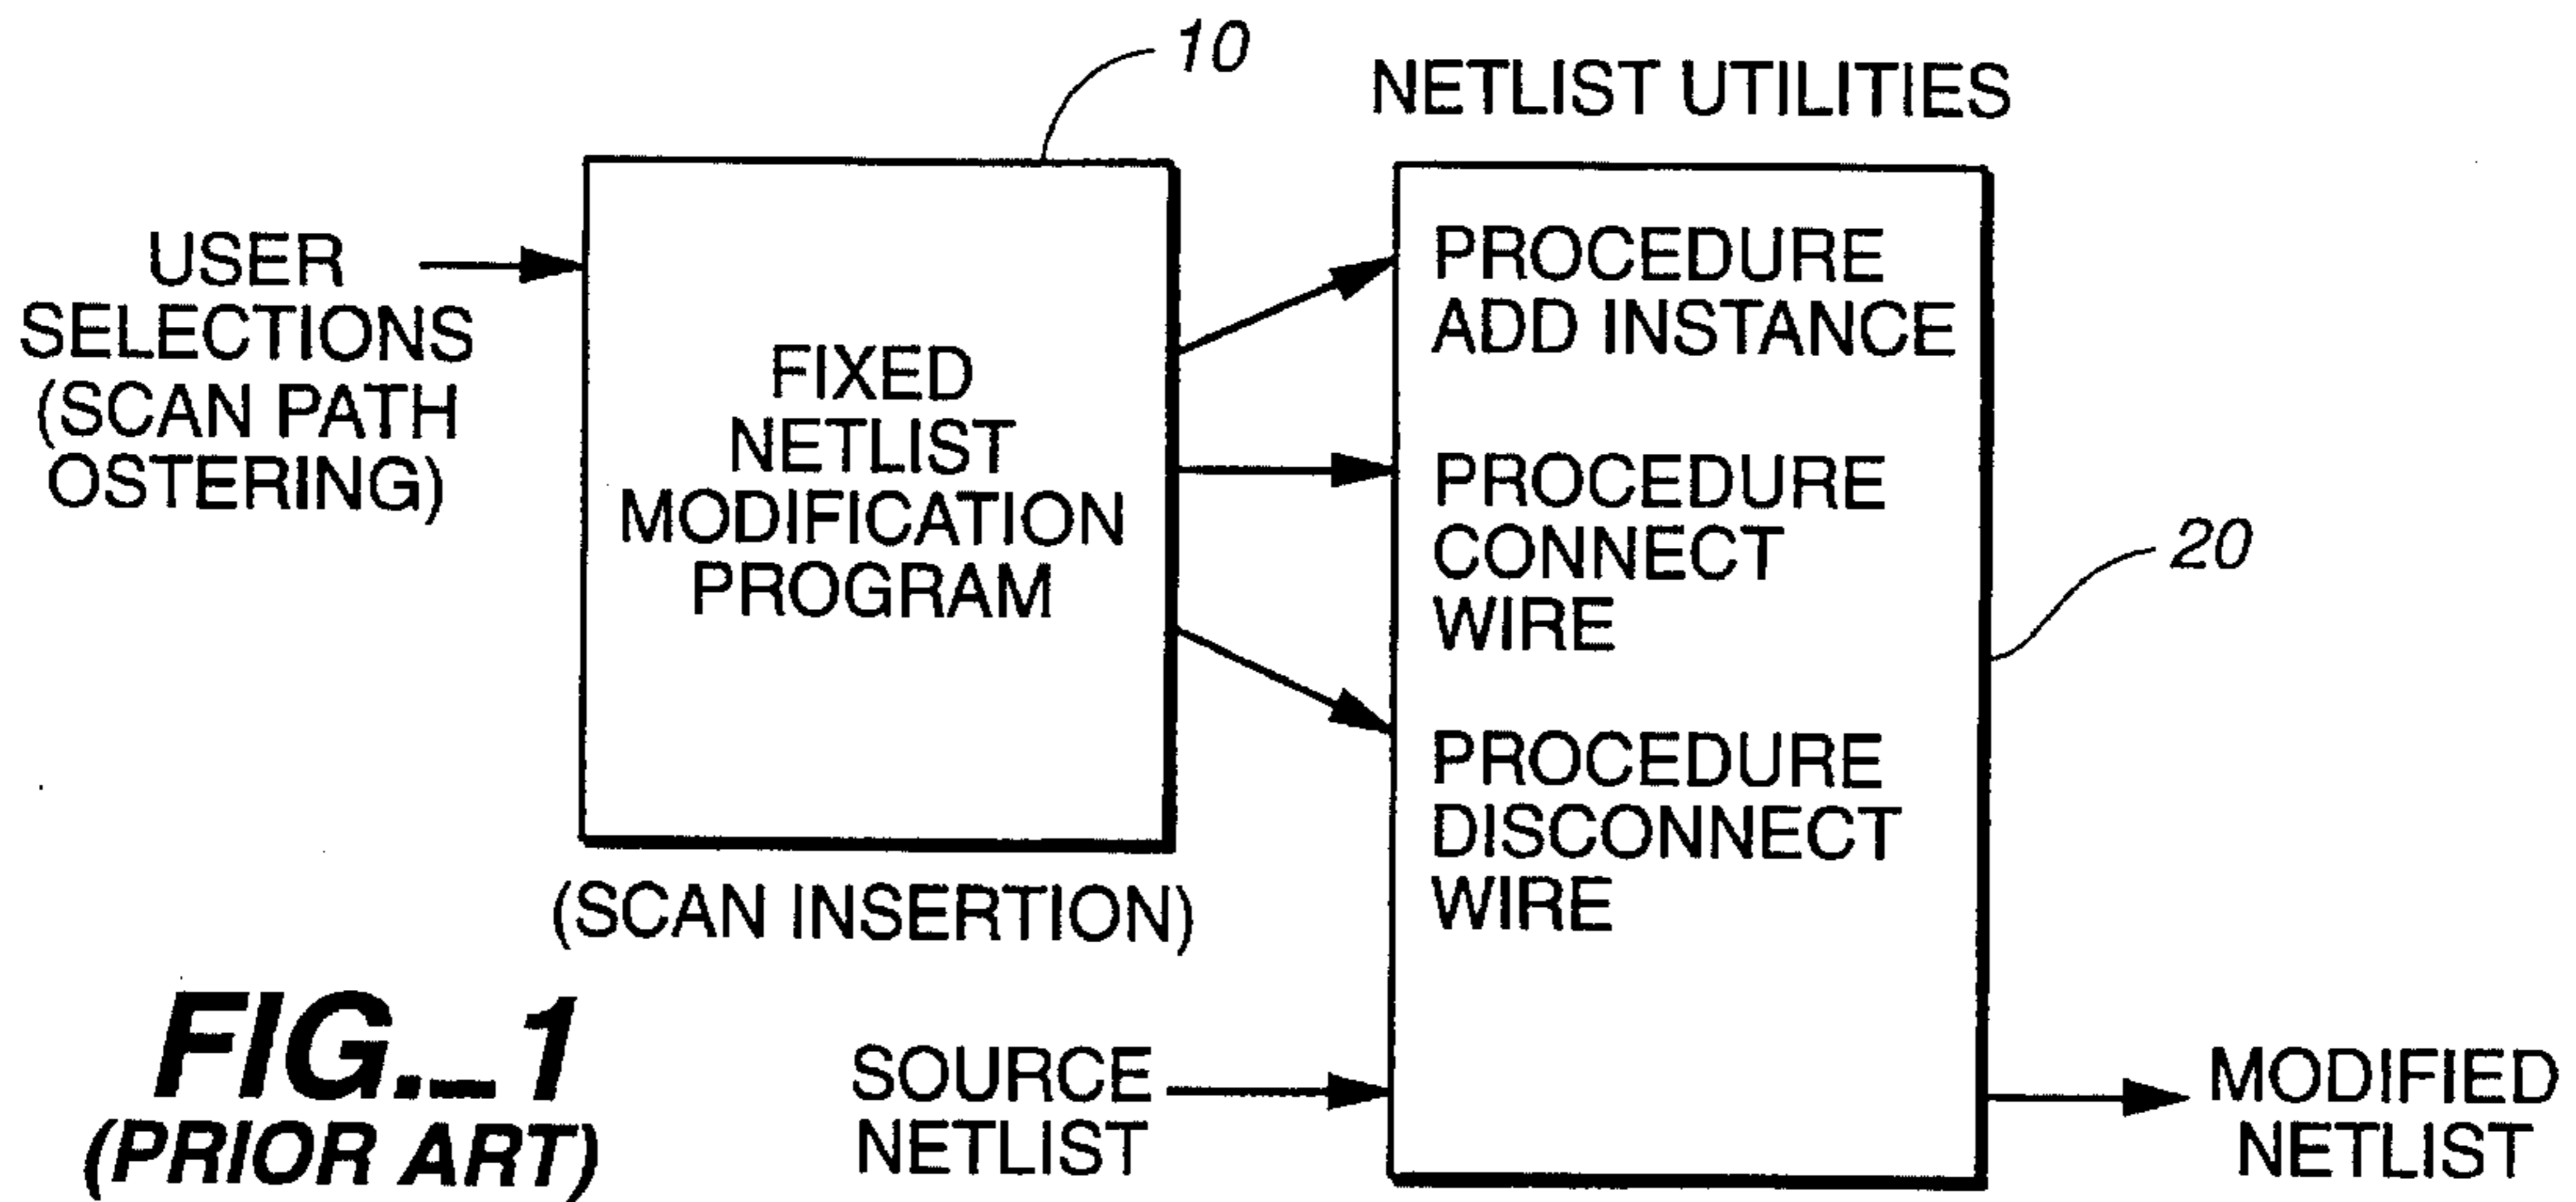 10
NETLIST UTILITIES
USER
SELECTIONS
(SCAN PATH
OSTERING)
FIXED
NETLIST
MODIFICATION
PROGRAM
(SCAN INSERTION)
PROCEDURE
ADD INSTANCE
PROCEDURE
CONNECT
WIRE
PROCEDURE
DISCONNECT
WIRE
20
SOURCE
NETLIST
MODIFIED
NETLIST
FIG._1
(PRIOR ART)